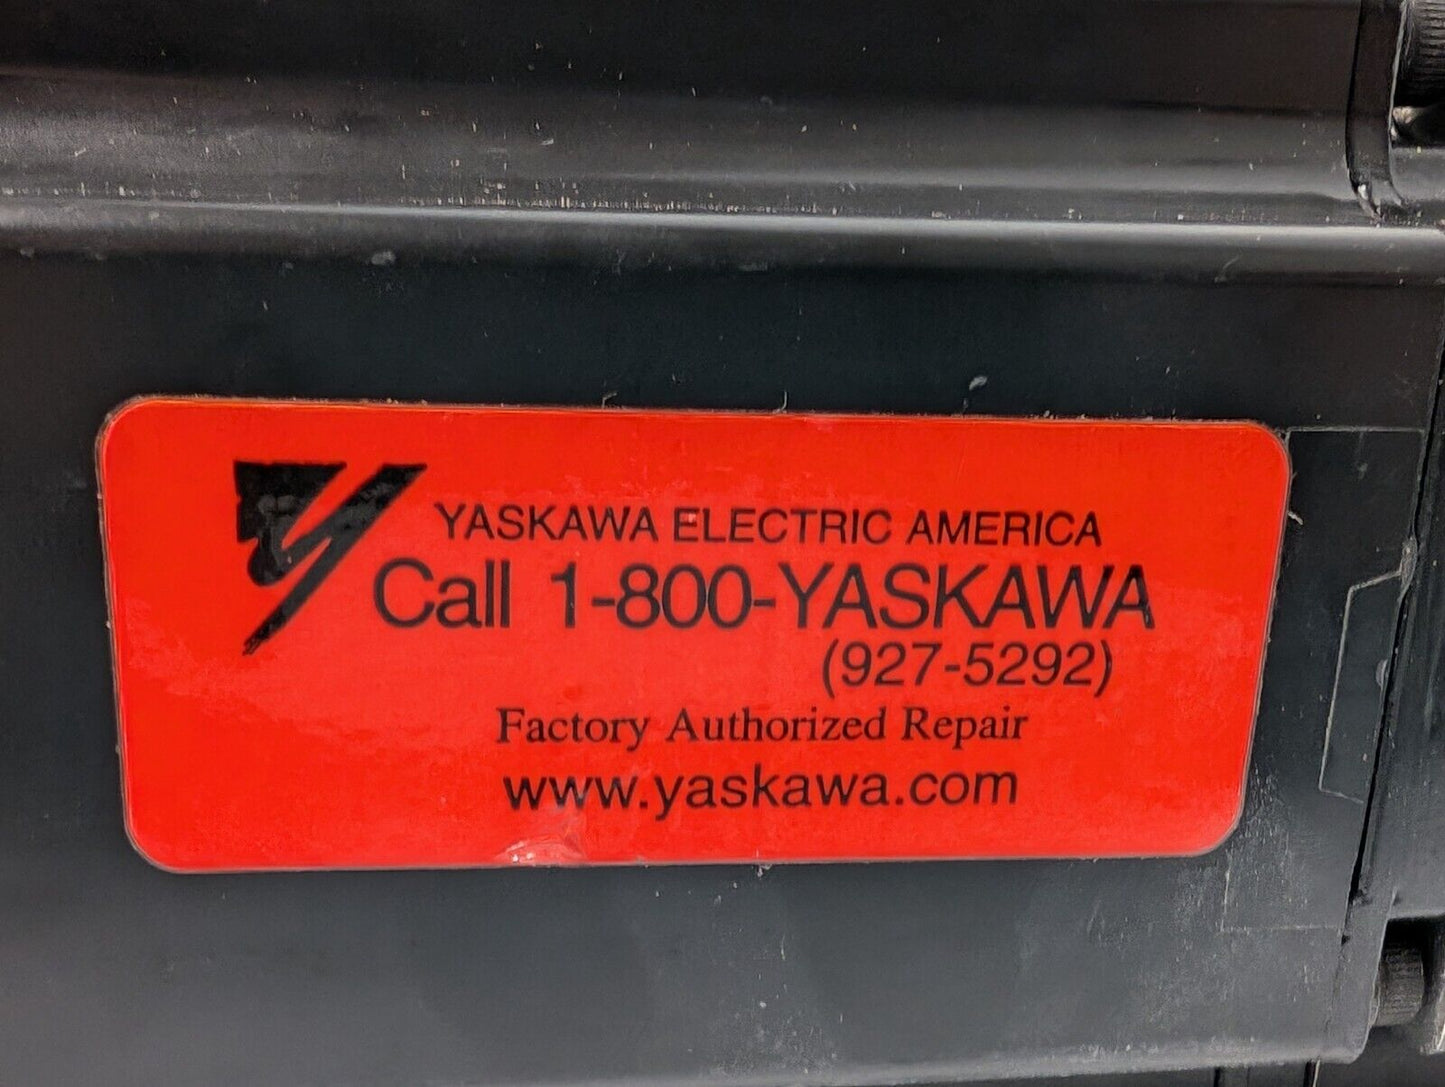 YASKAWA ELECTRIC AMERICA
Call 1-800-YASKAWA
(927-5292)
Factory Authorized Repair
www.yaskawa.com